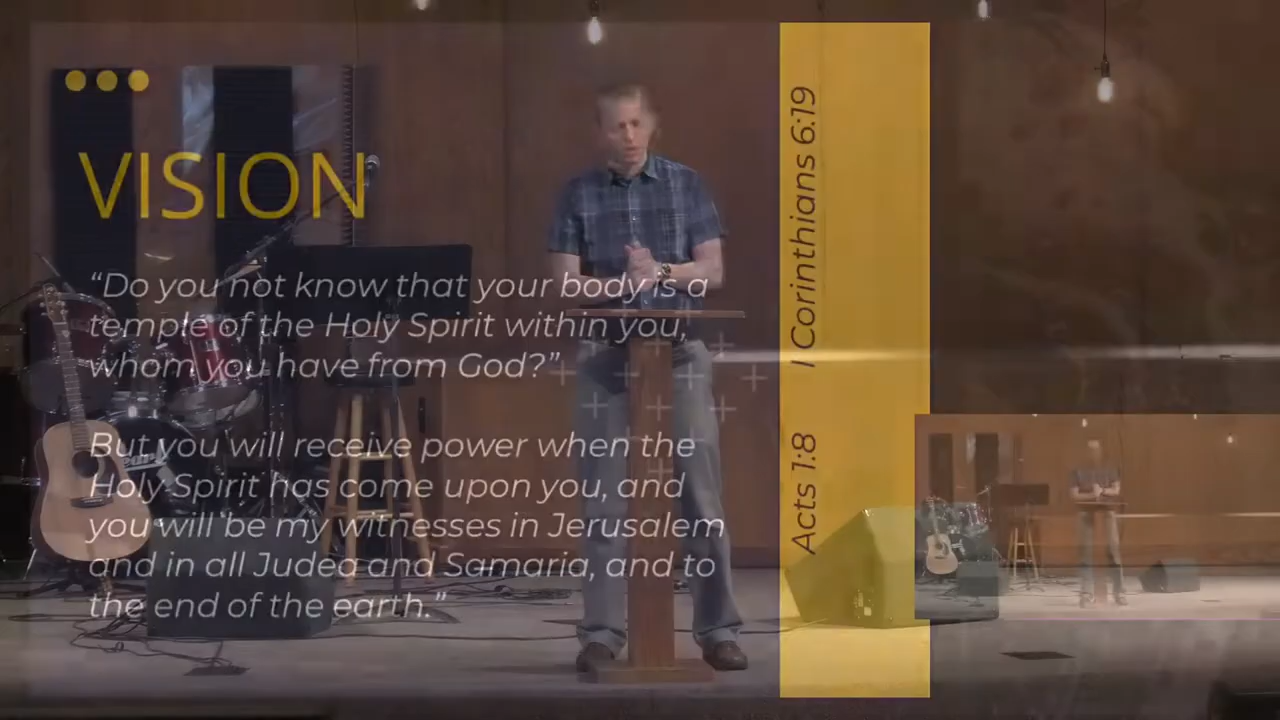 VISION
“Do you not know that your body is a
temple of the Holy Spirit within you,
whom you have from God?”
But you will receive power when the
Holy Spirit has come upon you, and
you will be my witnesses in Jerusalem
and in all Judea and Samaria, and to
the end of the earth.”
I Corinthians 6:19
Acts 1:8